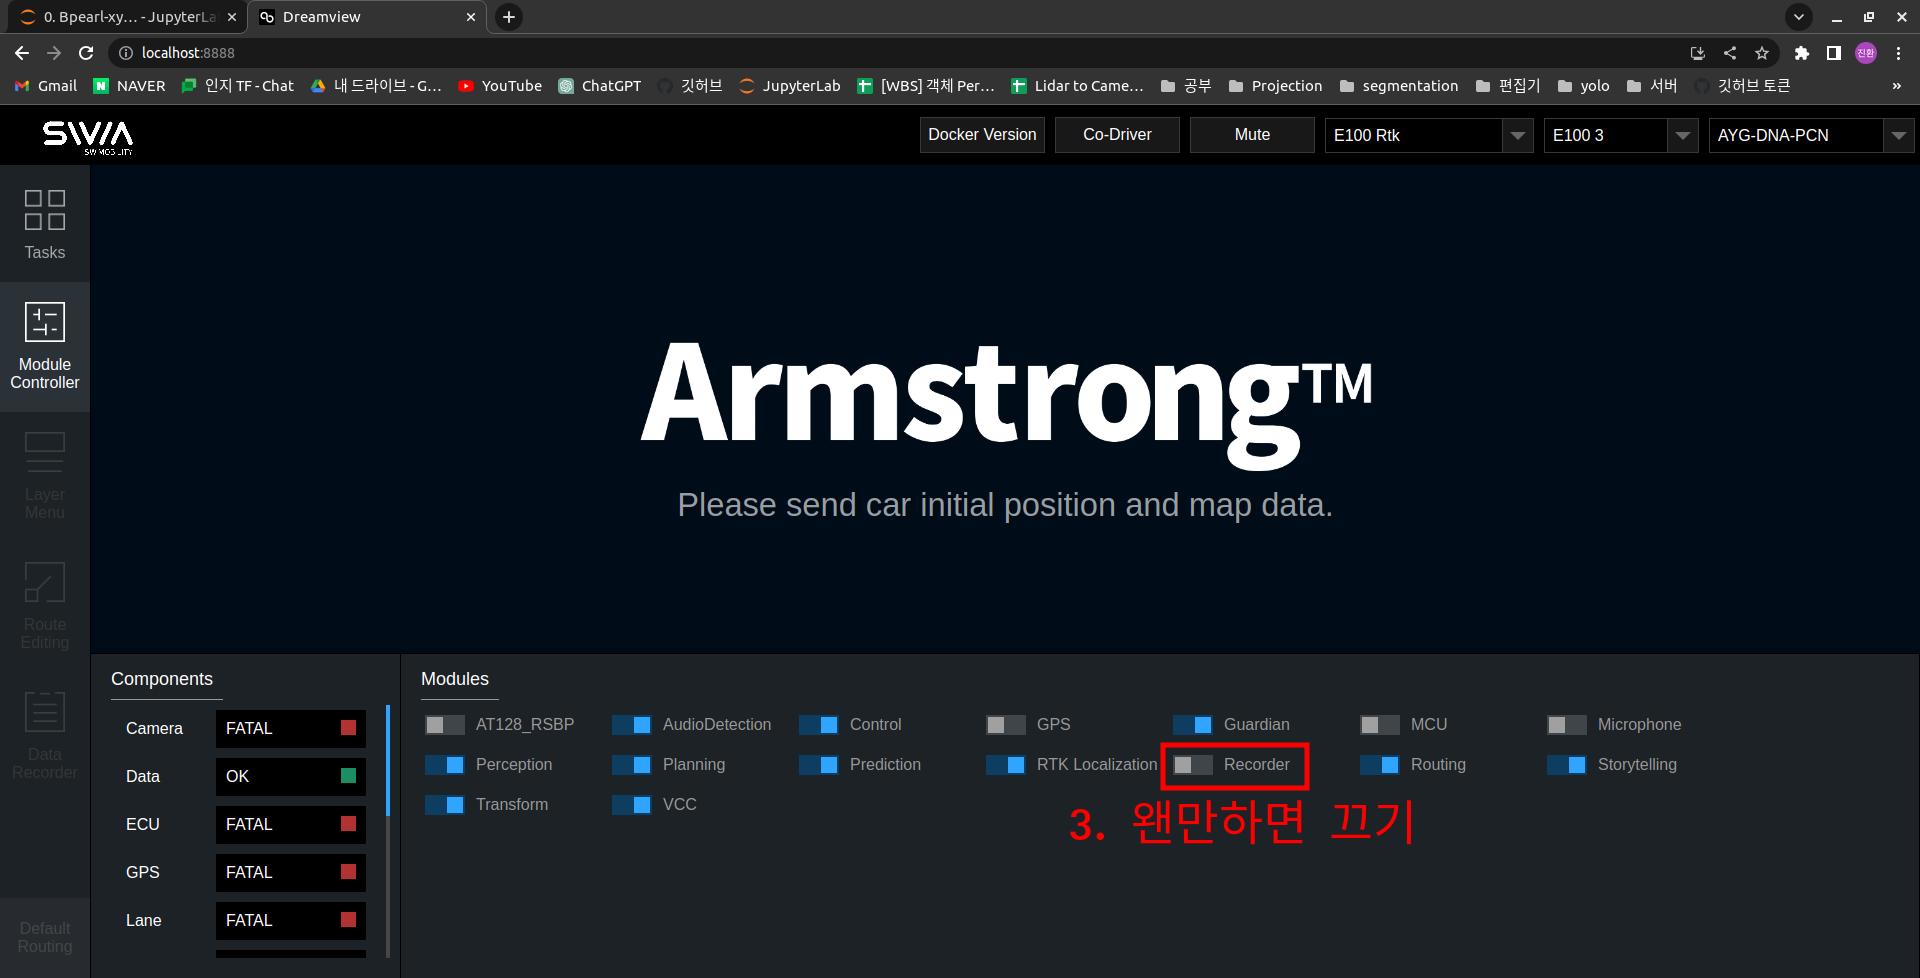 0. Bpearl-xy… - JupyterLa
Dreamview
localhost:8888
진환
Gmail
NAVER
인지 TF - Chat
내 드라이브 - G…
YouTube
ChatGPT
깃허브
JupyterLab
[WBS] 객체 Per…
Lidar to Came…
공부
Projection
segmentation
편집기
yolo
서버
깃허브 토큰
»
SWM
SW MOBILITY
Docker Version
Co-Driver
Mute
E100 Rtk
E100 3
AYG-DNA-PCN
Tasks
Module
Controller
Layer
Menu
Route
Editing
Data
Recorder
Default
Routing
Armstrong™
Please send car initial position and map data.
Components
Camera FATAL
Data OK
ECU FATAL
GPS FATAL
Lane FATAL
Modules
AT128_RSBP AudioDetection Control GPS Guardian MCU Microphone
Perception Planning Prediction RTK Localization Recorder Routing Storytelling
Transform VCC
3. 왠만하면 끄기